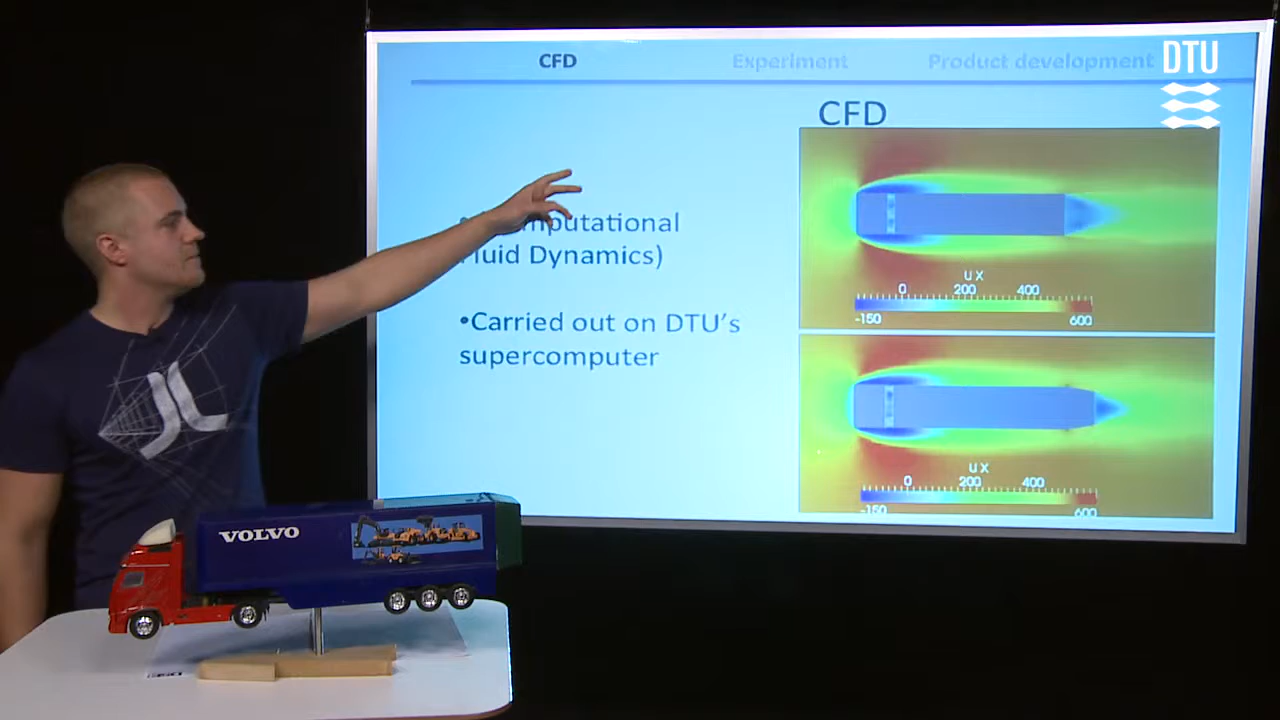 CFD Experiment Product development
DTU
CFD
mputational
Fluid Dynamics)
•Carried out on DTU’s
supercomputer
u x
0 200 400
-150 600
u x
0 200 400
-150 600
VOLVO